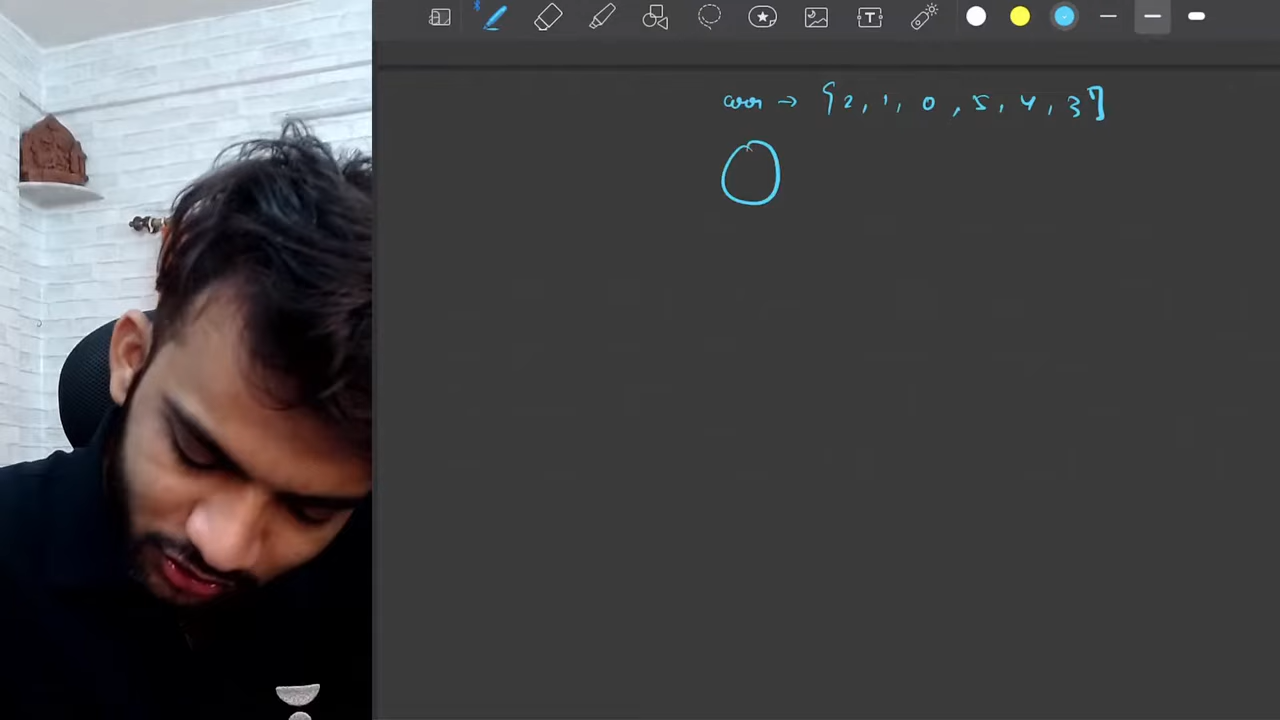 arr → {2, 1, 0, 5, 4, 3}
T